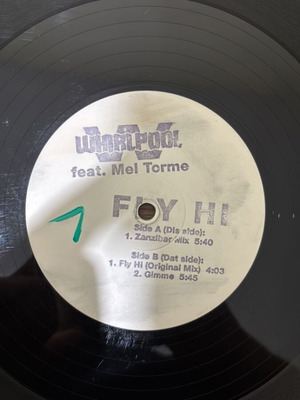 WHIRLPOOL
W
feat. Mel Torme
FLY HI
1
Side A (Dis side):
1. Zanzibar Mix 5:40
Side B (Dat side):
1. Fly Hi (Original Mix) 4:03
2. Gimme 5:45